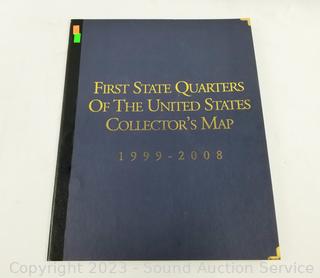 First State Quarters
Of The United States
Collector's Map
1999-2008
Copyright 2023 - Sound Auction Service